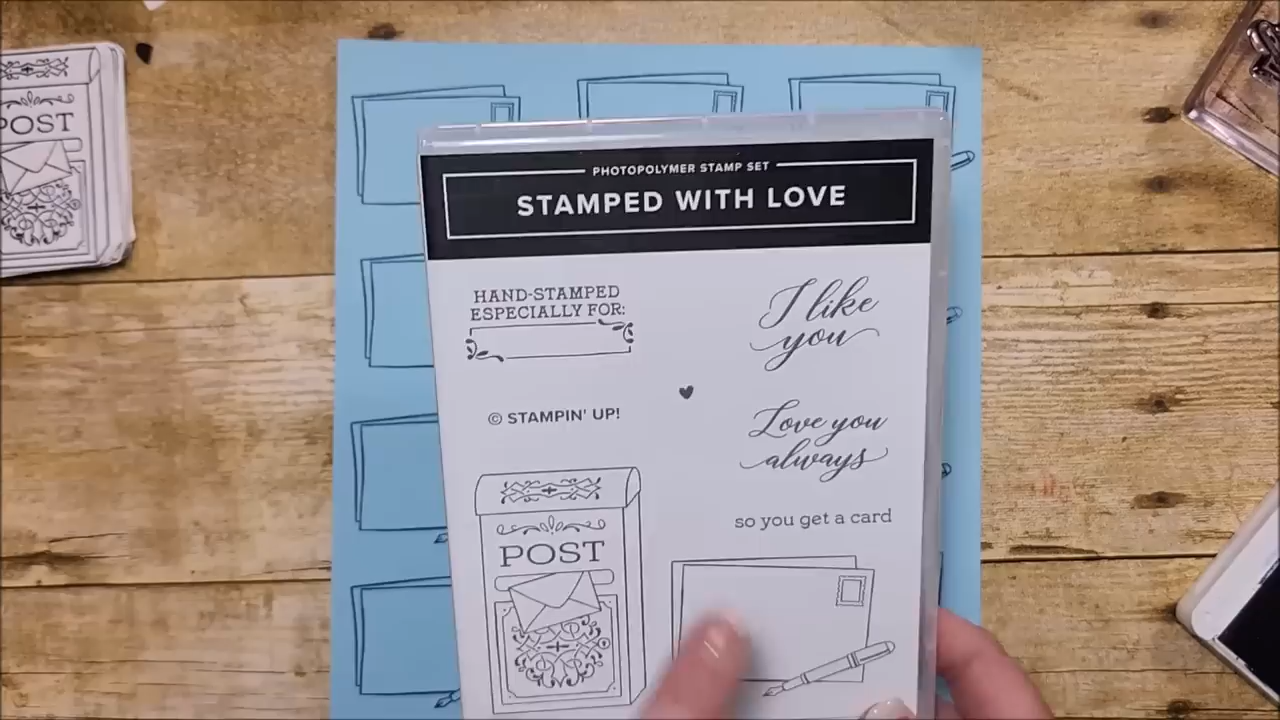 POST
PHOTOPOLYMER STAMP SET
STAMPED WITH LOVE
HAND-STAMPED
ESPECIALLY FOR:
I like
you
© STAMPIN' UP!
Love you
always
so you get a card
POST